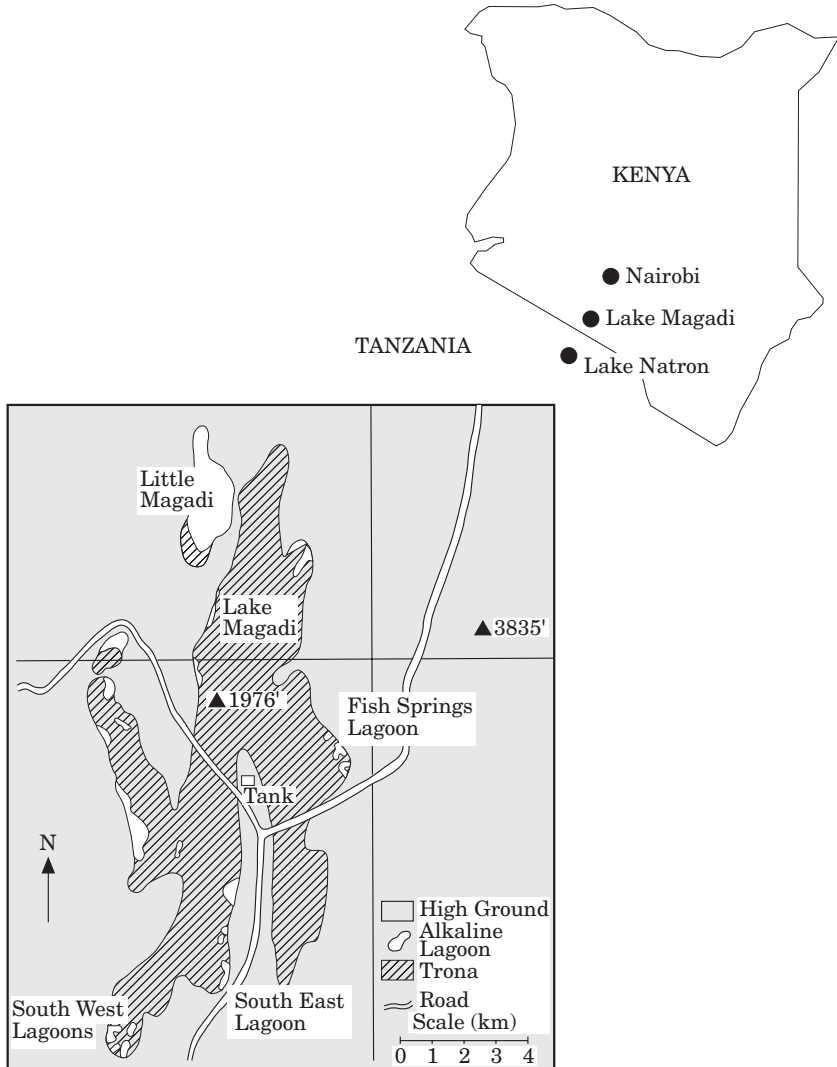 KENYA
Nairobi
Lake Magadi
TANZANIA
Lake Natron
Little
Magadi
Lake
Magadi
3835'
1976'
Fish Springs
Lagoon
Tank
N
High Ground
Alkaline
Lagoon
Trona
Road
Scale (km)
0 1 2 3 4
South West
Lagoons
South East
Lagoon